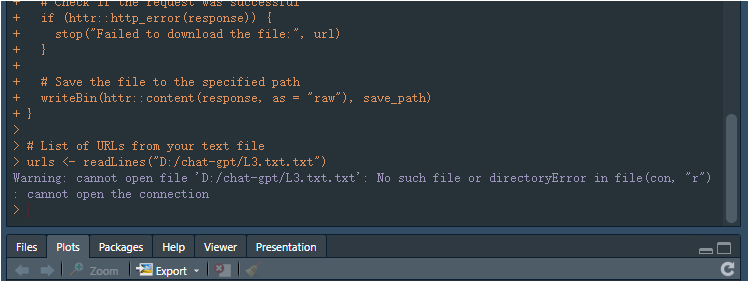 +   # Check if the request was successful
+   if (httr::http_error(response)) {
+     stop("Failed to download the file:", url)
+   }
+
+   # Save the file to the specified path
+   writeBin(httr::content(response, as = "raw"), save_path)
+ }
>
> # List of URLs from your text file
> urls <- readLines("D:/chat-gpt/L3.txt.txt")
Warning: cannot open file 'D:/chat-gpt/L3.txt.txt': No such file or directoryError in file(con, "r")
: cannot open the connection
>
Files Plots Packages Help Viewer Presentation
Zoom Export